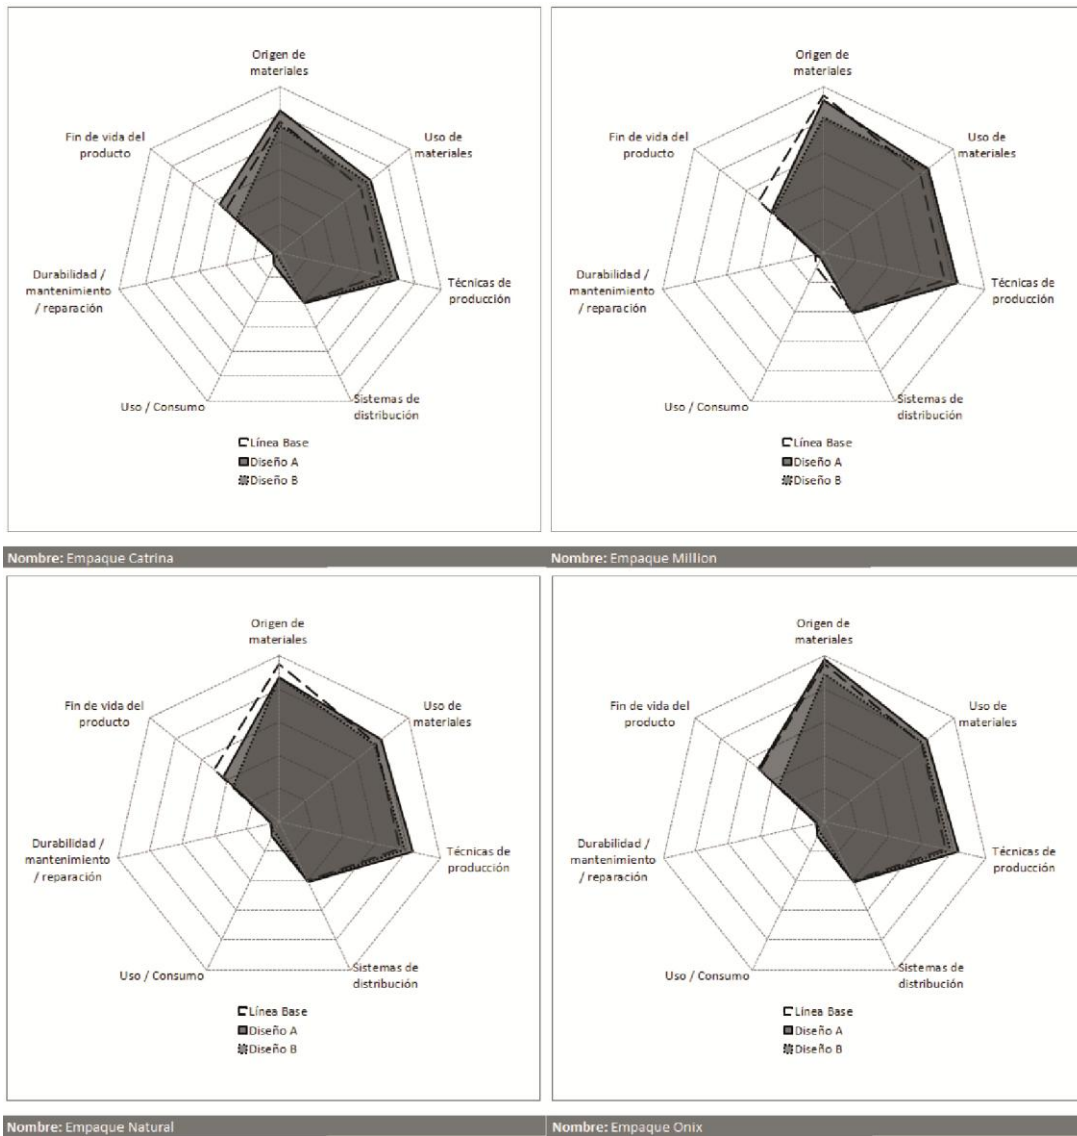 Origen de
materiales
Uso de
materiales
Técnicas de
producción
Sistemas de
distribución
Uso / Consumo
Durabilidad /
mantenimiento
/ reparación
Fin de vida del
producto
Línea Base
Diseño A
Diseño B
Origen de
materiales
Uso de
materiales
Técnicas de
producción
Sistemas de
distribución
Uso / Consumo
Durabilidad /
mantenimiento
/ reparación
Fin de vida del
producto
Línea Base
Diseño A
Diseño B
Nombre: Empaque Catrina
Nombre: Empaque Million
Origen de
materiales
Uso de
materiales
Técnicas de
producción
Sistemas de
distribución
Uso / Consumo
Durabilidad /
mantenimiento
/ reparación
Fin de vida del
producto
Línea Base
Diseño A
Diseño B
Origen de
materiales
Uso de
materiales
Técnicas de
producción
Sistemas de
distribución
Uso / Consumo
Durabilidad /
mantenimiento
/ reparación
Fin de vida del
producto
Línea Base
Diseño A
Diseño B
Nombre: Empaque Natural
Nombre: Empaque Onix